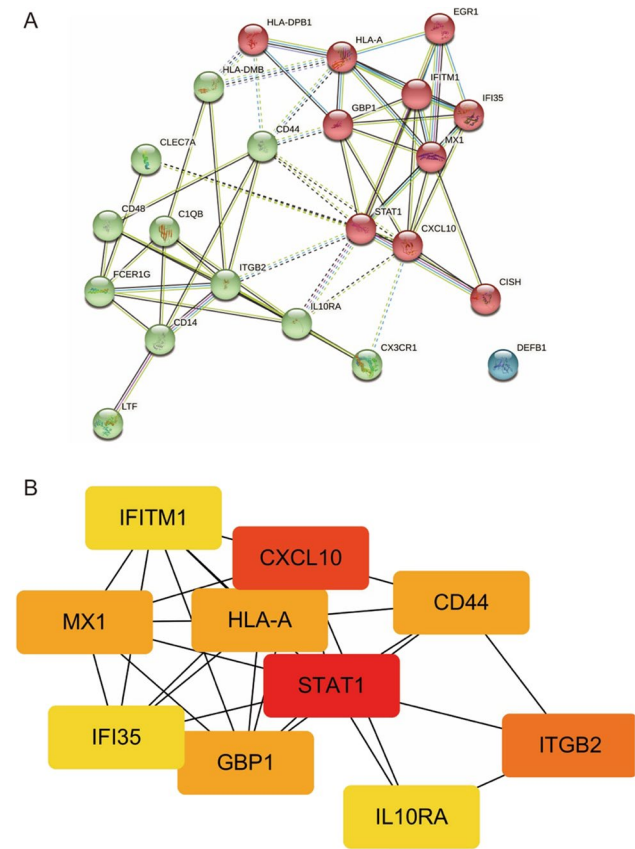 A
EGR1
HLA-DPB1
HLA-A
HLA-DMB
IFITM1
IFI35
GBP1
CD44
MX1
CLEC7A
CD48
C1QB
STAT1
CXCL10
ITGB2
FCER1G
CISH
IL10RA
CD14
CX3CR1
DEFB1
LTF
B
IFITM1
CXCL10
CD44
MX1
HLA-A
STAT1
IFI35
ITGB2
GBP1
IL10RA